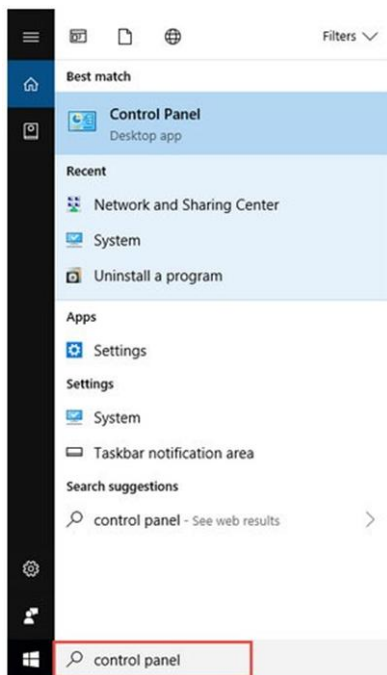 Filters
Best match
Control Panel
Desktop app
Recent
Network and Sharing Center
System
Uninstall a program
Apps
Settings
Settings
System
Taskbar notification area
Search suggestions
control panel - See web results
control panel